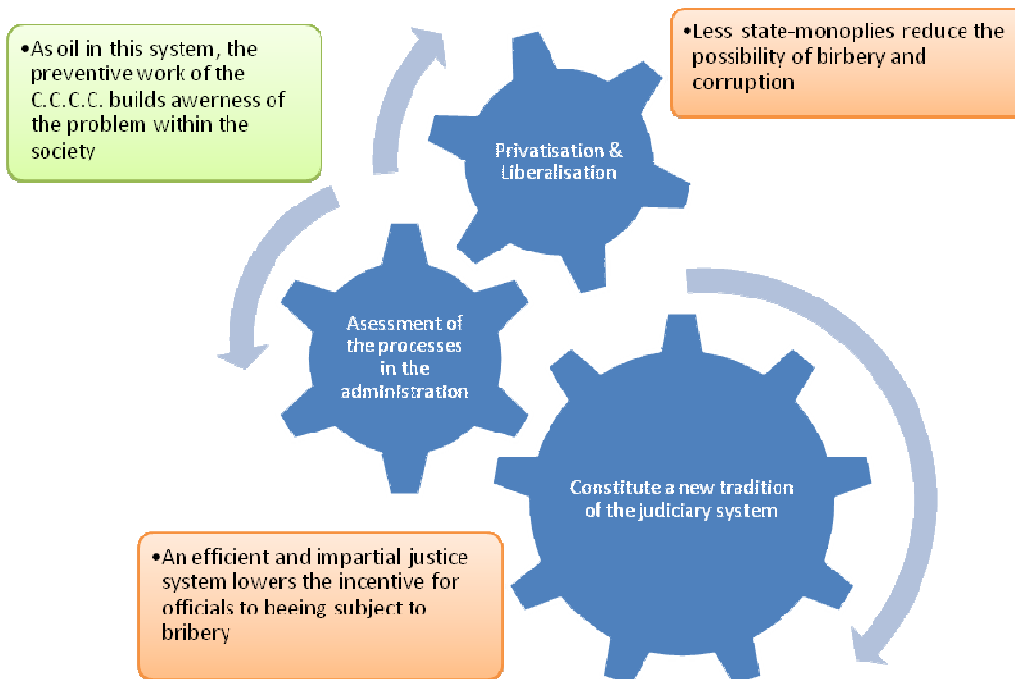 •As oil in this system, the
preventive work of the
C.C.C.C. builds awerness of
the problem within the
society
•Less state-monoplies reduce the
possibility of birbery and
corruption
Privatisation &
Liberalisation
Asessment of
the processes
in the
administration
Constitute a new tradition
of the judiciary system
•An efficient and impartial justice
system lowers the incentive for
officials to beeing subject to
bribery